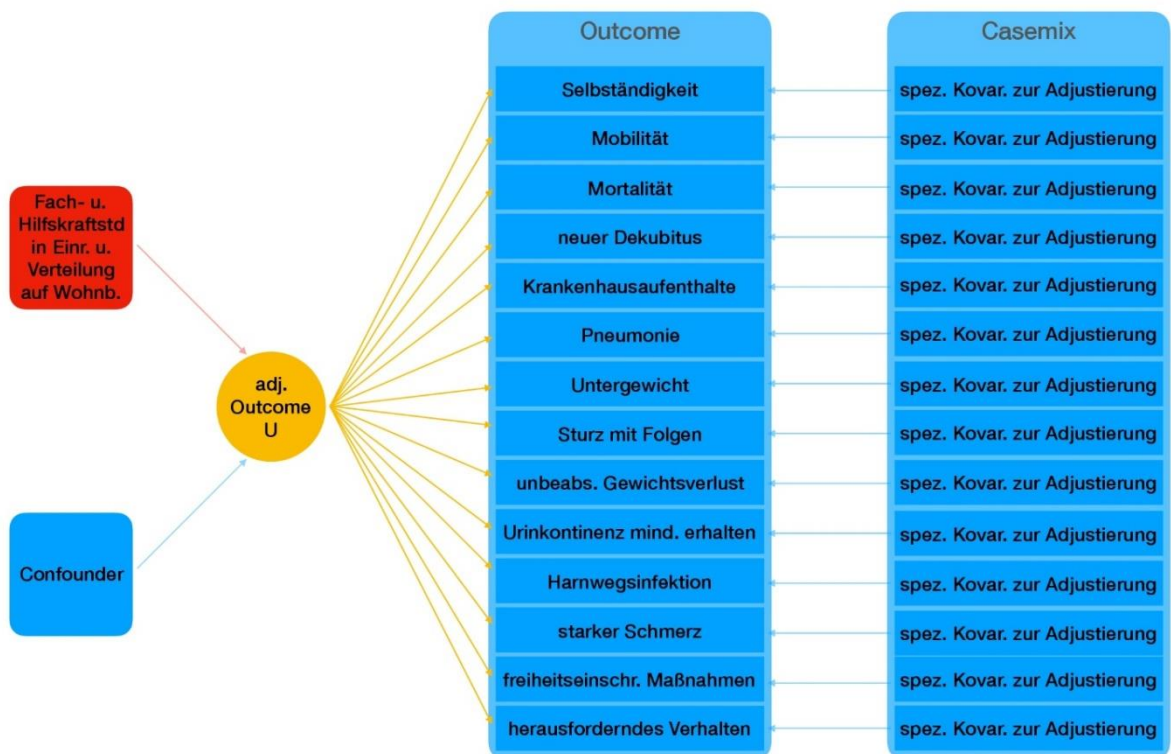 Outcome
Casemix
Fach- u.
Hilfskraftstd
in Einr. u.
Verteilung
auf Wohnb.
adj.
Outcome
U
Confounder
Selbständigkeit
spez. Kovar. zur Adjustierung
Mobilität
spez. Kovar. zur Adjustierung
Mortalität
spez. Kovar. zur Adjustierung
neuer Dekubitus
spez. Kovar. zur Adjustierung
Krankenhausaufenthalte
spez. Kovar. zur Adjustierung
Pneumonie
spez. Kovar. zur Adjustierung
Untergewicht
spez. Kovar. zur Adjustierung
Sturz mit Folgen
spez. Kovar. zur Adjustierung
unbeabs. Gewichtsverlust
spez. Kovar. zur Adjustierung
Urinkontinenz mind. erhalten
spez. Kovar. zur Adjustierung
Harnwegsinfektion
spez. Kovar. zur Adjustierung
starker Schmerz
spez. Kovar. zur Adjustierung
freiheitseinschr. Maßnahmen
spez. Kovar. zur Adjustierung
herausforderndes Verhalten
spez. Kovar. zur Adjustierung